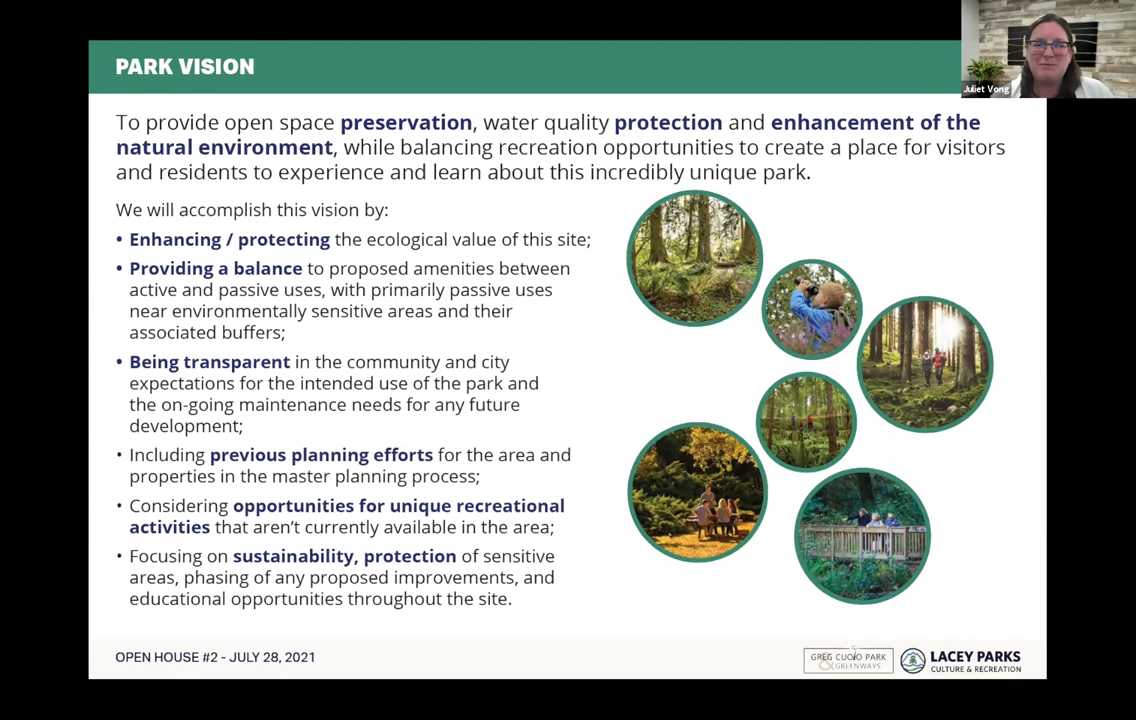 PARK VISION
Juliet Vong
To provide open space preservation, water quality protection and enhancement of the
natural environment, while balancing recreation opportunities to create a place for visitors
and residents to experience and learn about this incredibly unique park.
We will accomplish this vision by:
• Enhancing / protecting the ecological value of this site;
• Providing a balance to proposed amenities between
active and passive uses, with primarily passive uses
near environmentally sensitive areas and their
associated buffers;
• Being transparent in the community and city
expectations for the intended use of the park and
the on-going maintenance needs for any future
development;
• Including previous planning efforts for the area and
properties in the master planning process;
• Considering opportunities for unique recreational
activities that aren't currently available in the area;
• Focusing on sustainability, protection of sensitive
areas, phasing of any proposed improvements, and
educational opportunities throughout the site.
OPEN HOUSE #2 - JULY 28, 2021
GREG CUOIO PARK
& GREENWAYS
LACEY PARKS
CULTURE & RECREATION